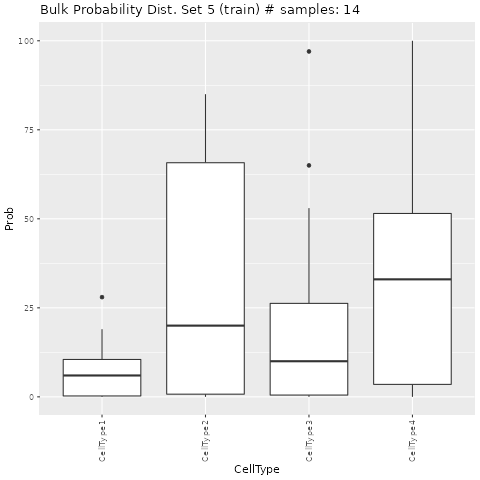 Bulk Probability Dist. Set 5 (train) # samples: 14
100
75
50
25
0
Prob
CellType1
CellType2
CellType3
CellType4
CellType